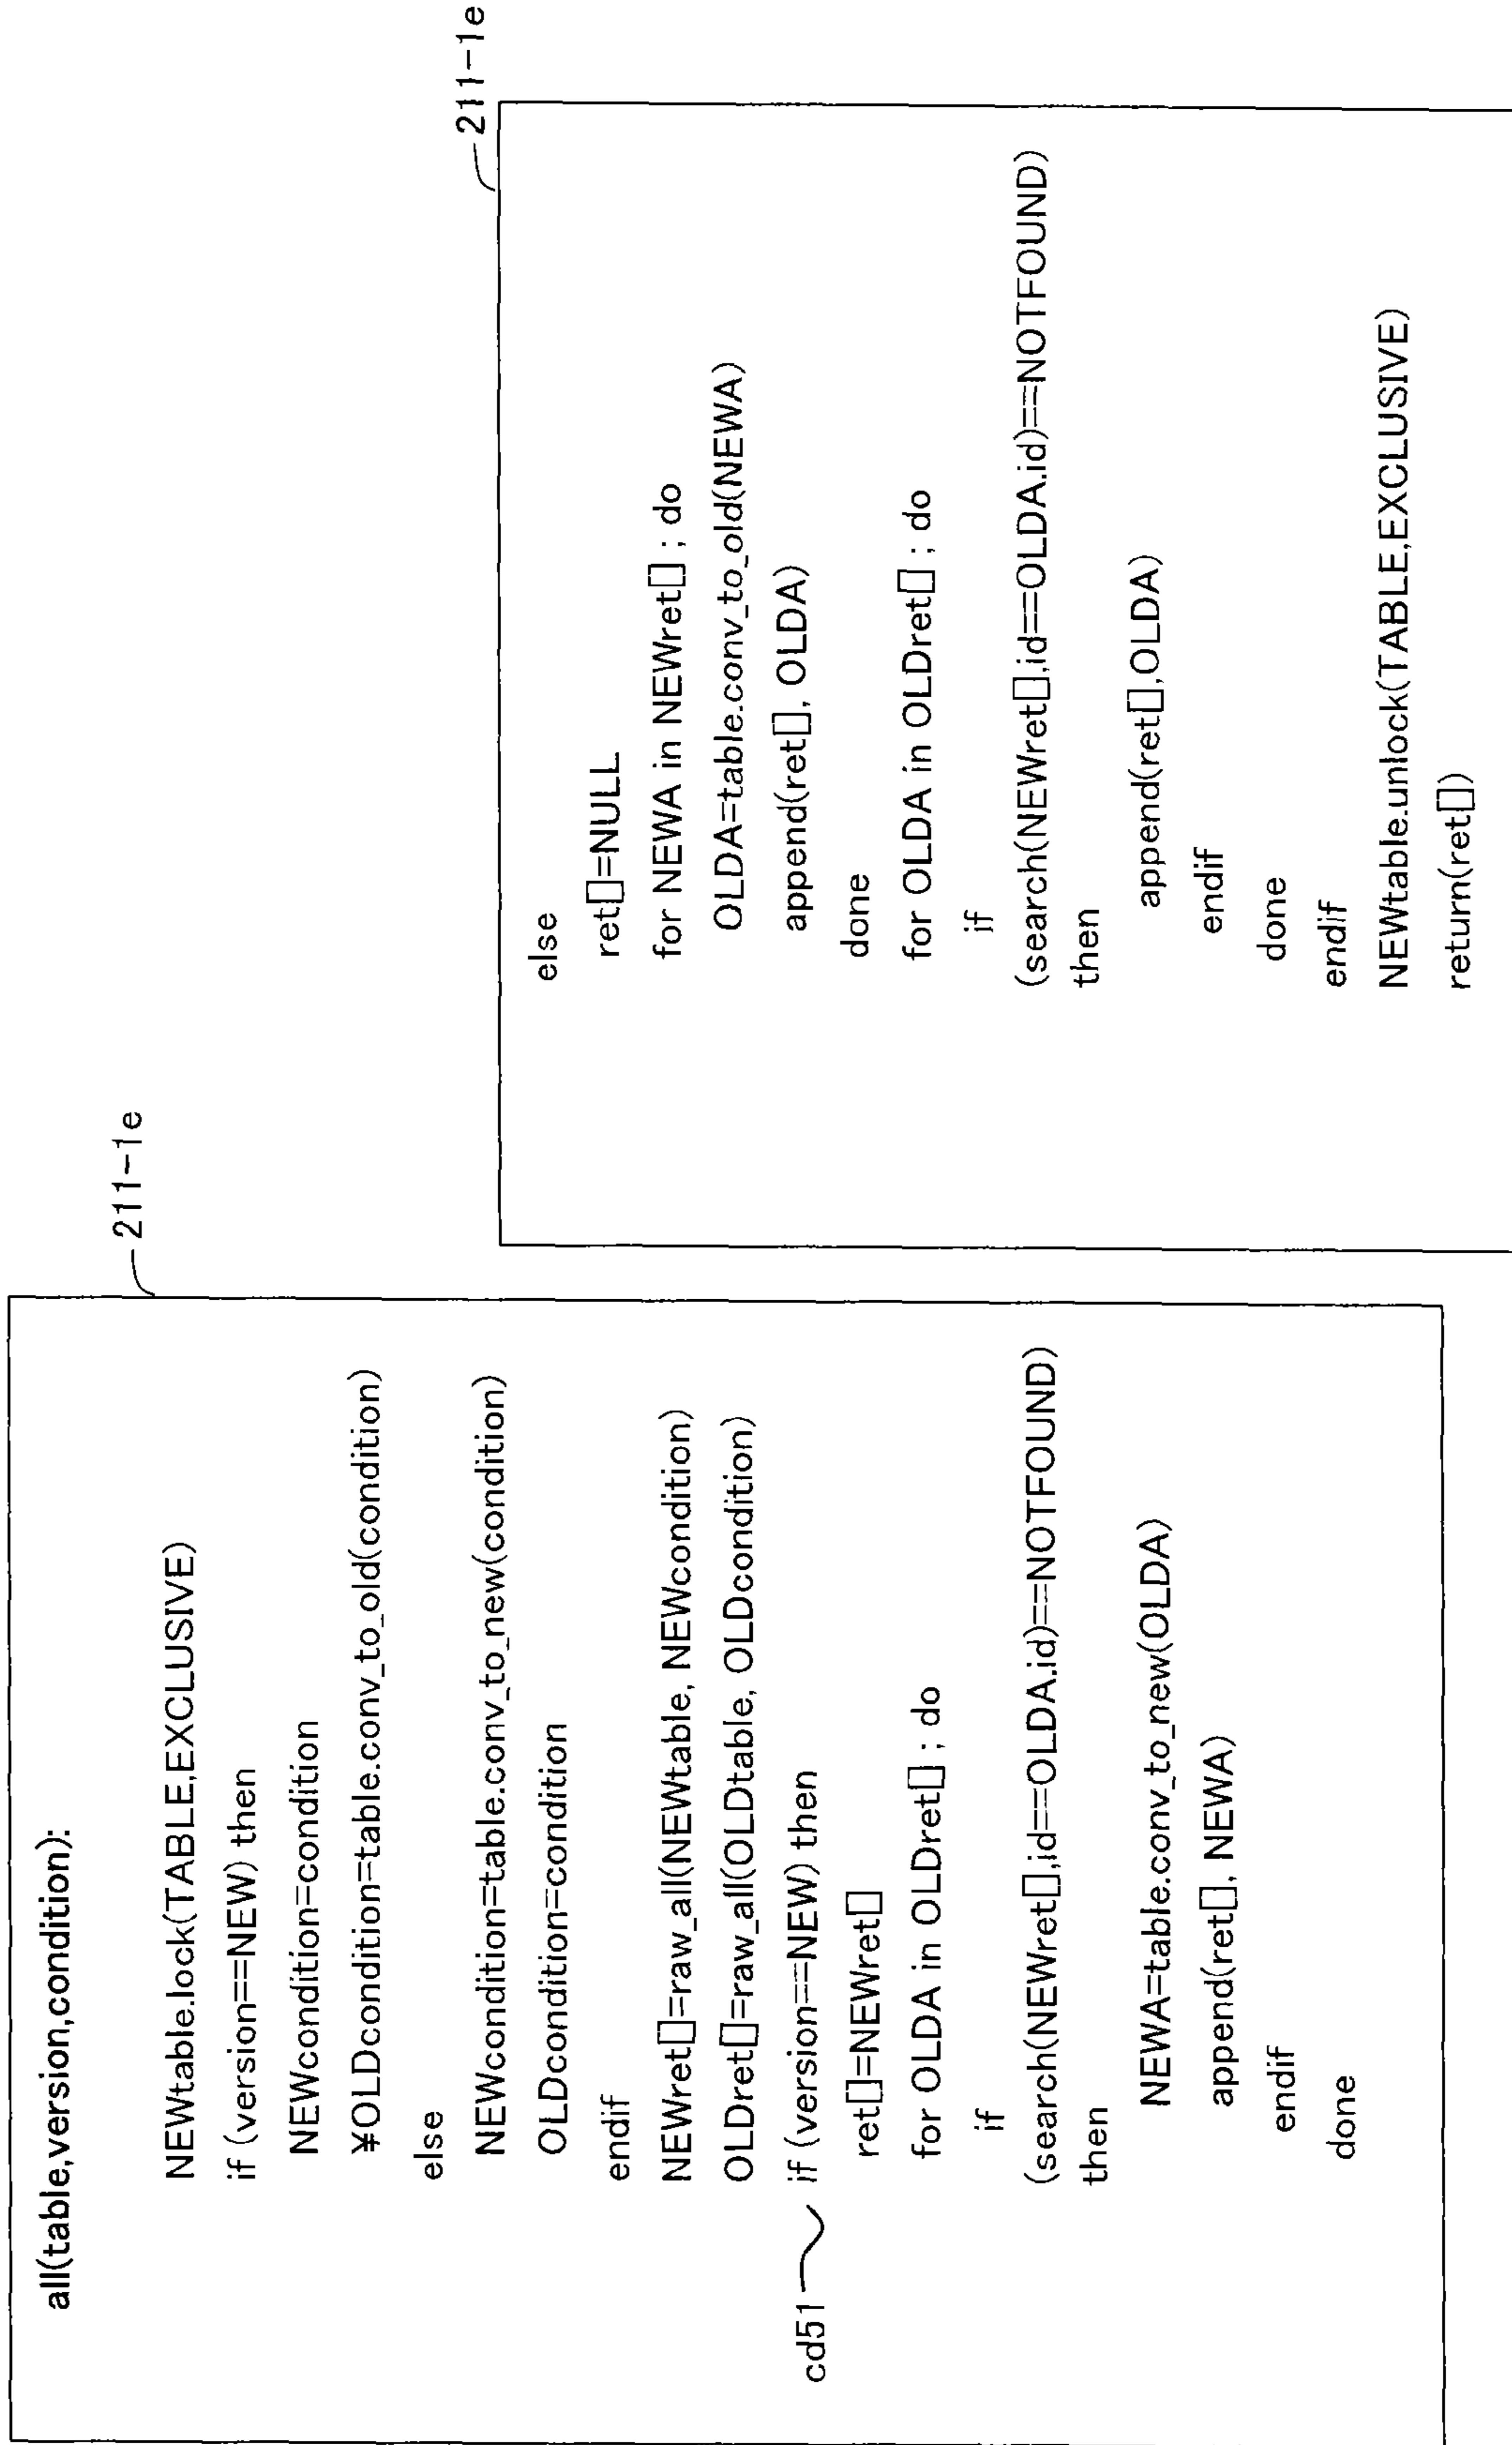 211-1e
all(table,version,condition):
NEWtable.lock(TABLE,EXCLUSIVE)
if (version==NEW) then
NEWcondition=condition
¥OLDcondition=table.conv_to_old(condition)
else
NEWcondition=table.conv_to_new(condition)
OLDcondition=condition
endif
NEWret[]=raw_all(NEWtable, NEWcondition)
OLDret[]=raw_all(OLDtable, OLDcondition)
cd51 if (version==NEW) then
ret[]=NEWret[]
for OLDA in OLDret[] ; do
if
(search(NEWret[],id==OLDA.id)==NOTFOUND)
then
NEWA=table.conv_to_new(OLDA)
append(ret[], NEWA)
endif
done
211-1e
else
ret[]=NULL
for NEWA in NEWret[] ; do
OLDA=table.conv_to_old(NEWA)
append(ret[], OLDA)
done
for OLDA in OLDret[] ; do
if
(search(NEWret[],id==OLDA.id)==NOTFOUND)
then
append(ret[],OLDA)
endif
done
endif
NEWtable.unlock(TABLE,EXCLUSIVE)
return(ret[])